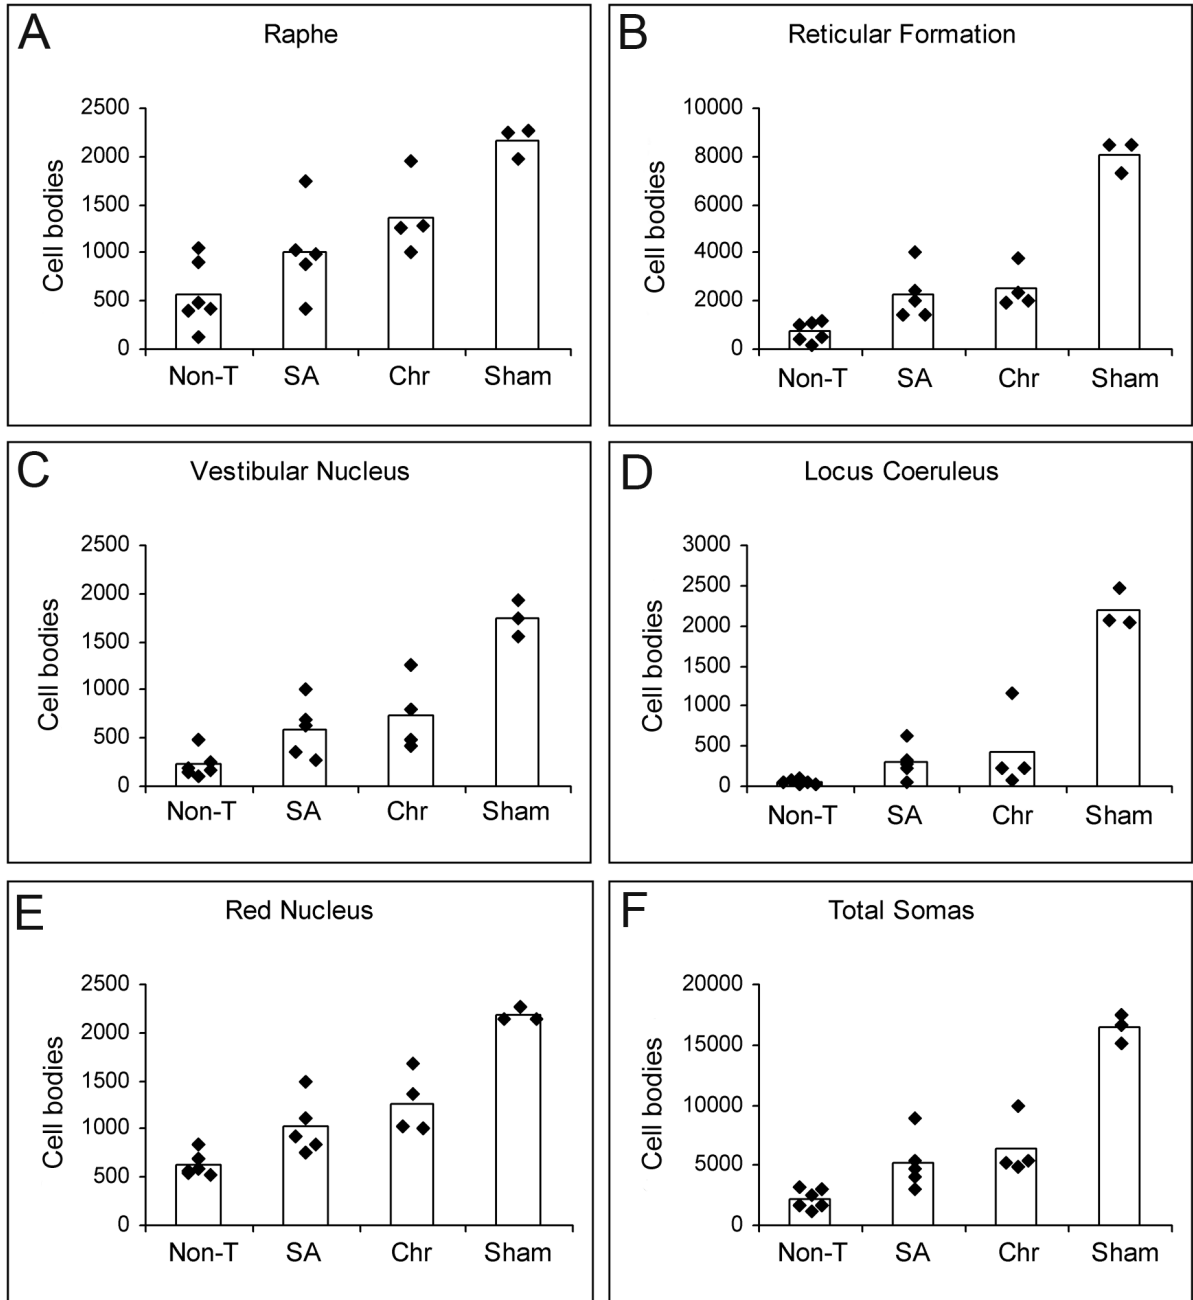 A
Raphe
Cell bodies
2500
2000
1500
1000
500
0
Non-T SA Chr Sham
B
Reticular Formation
Cell bodies
10000
8000
6000
4000
2000
0
Non-T SA Chr Sham
C
Vestibular Nucleus
Cell bodies
2500
2000
1500
1000
500
0
Non-T SA Chr Sham
D
Locus Coeruleus
Cell bodies
3000
2500
2000
1500
1000
500
0
Non-T SA Chr Sham
E
Red Nucleus
Cell bodies
2500
2000
1500
1000
500
0
Non-T SA Chr Sham
F
Total Somas
Cell bodies
20000
15000
10000
5000
0
Non-T SA Chr Sham